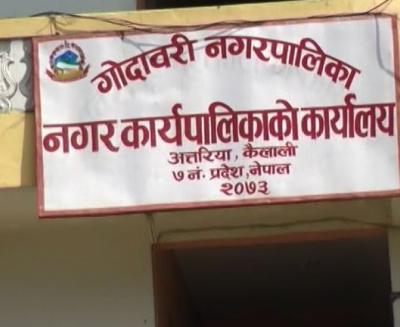 गोदावरी नगरपालिका
नगर कार्यपालिकाको कार्यालय
अत्तरिया, कैलाली
७ नं. प्रदेश, नेपाल
२०७३